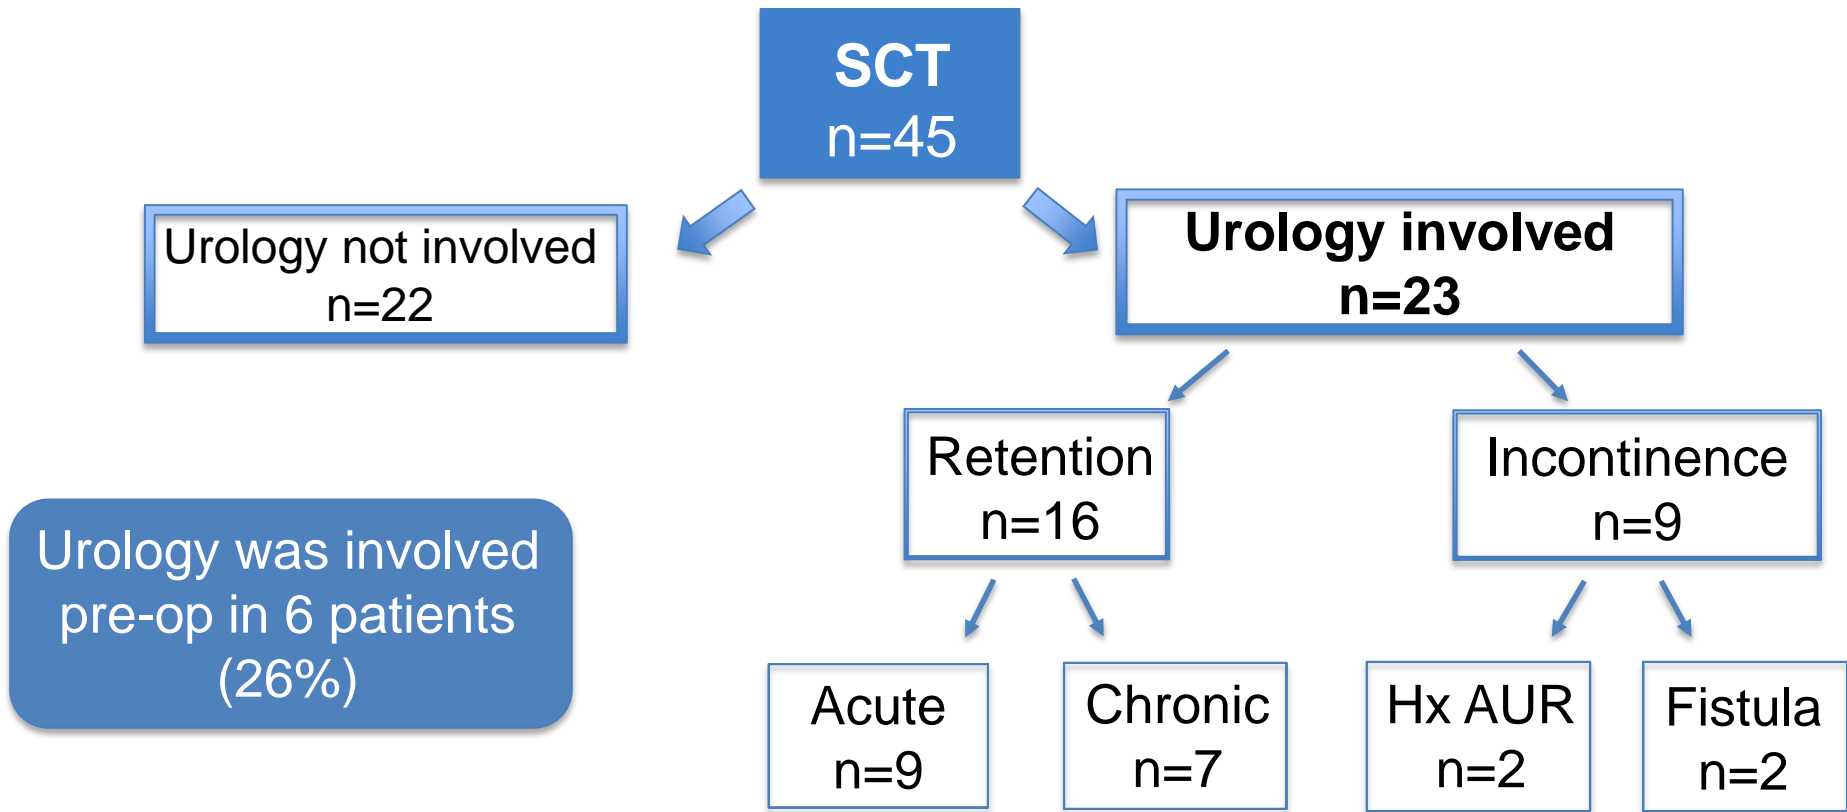 SCT
n=45
Urology not involved
n=22
Urology involved
n=23
Retention
n=16
Incontinence
n=9
Urology was involved
pre-op in 6 patients
(26%)
Acute
n=9
Chronic
n=7
Hx AUR
n=2
Fistula
n=2